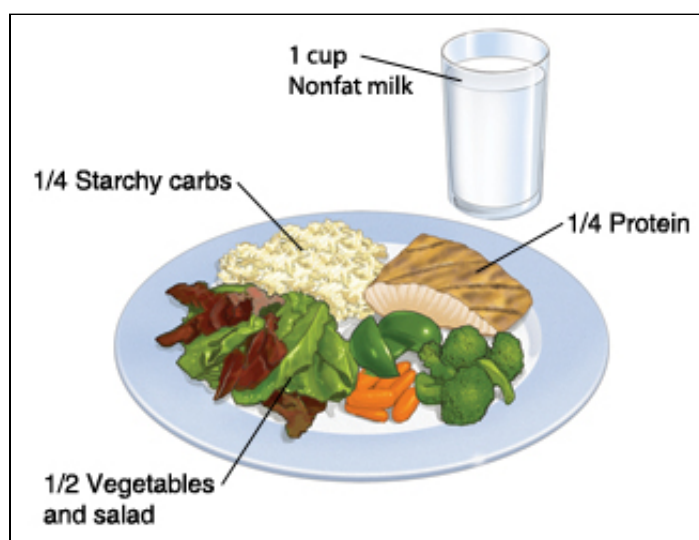 1 cup
Nonfat milk
1/4 Starchy carbs
1/4 Protein
1/2 Vegetables
and salad